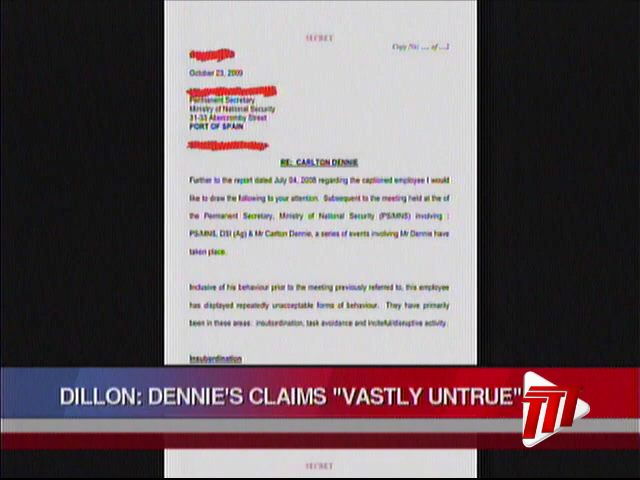 SECRET
Copy No: .... of ...2
October 23, 2009
Permanent Secretary
Ministry of National Security
31-33 Abercromby Street
PORT OF SPAIN
RE: CARLTON DENNIE
Further to the report dated July 04, 2008 regarding the captioned employee I would
like to draw the following to your attention. Subsequent to the meeting held at the of
the Permanent Secretary, Ministry of National Security (PS/MNS) involving :
PS/MNS, DSI (Ag) & Mr Carlton Dennie, a series of events involving Mr Dennie have
taken place.
Inclusive of his behaviour prior to the meeting previously referred to, this employee
has displayed repeatedly unacceptable forms of behaviour. They have primarily
been in these areas: insubordination, task avoidance and inciteful/disruptive activity.
Insubordination
DILLON: DENNIE'S CLAIMS "VASTLY UNTRUE"
SECRET